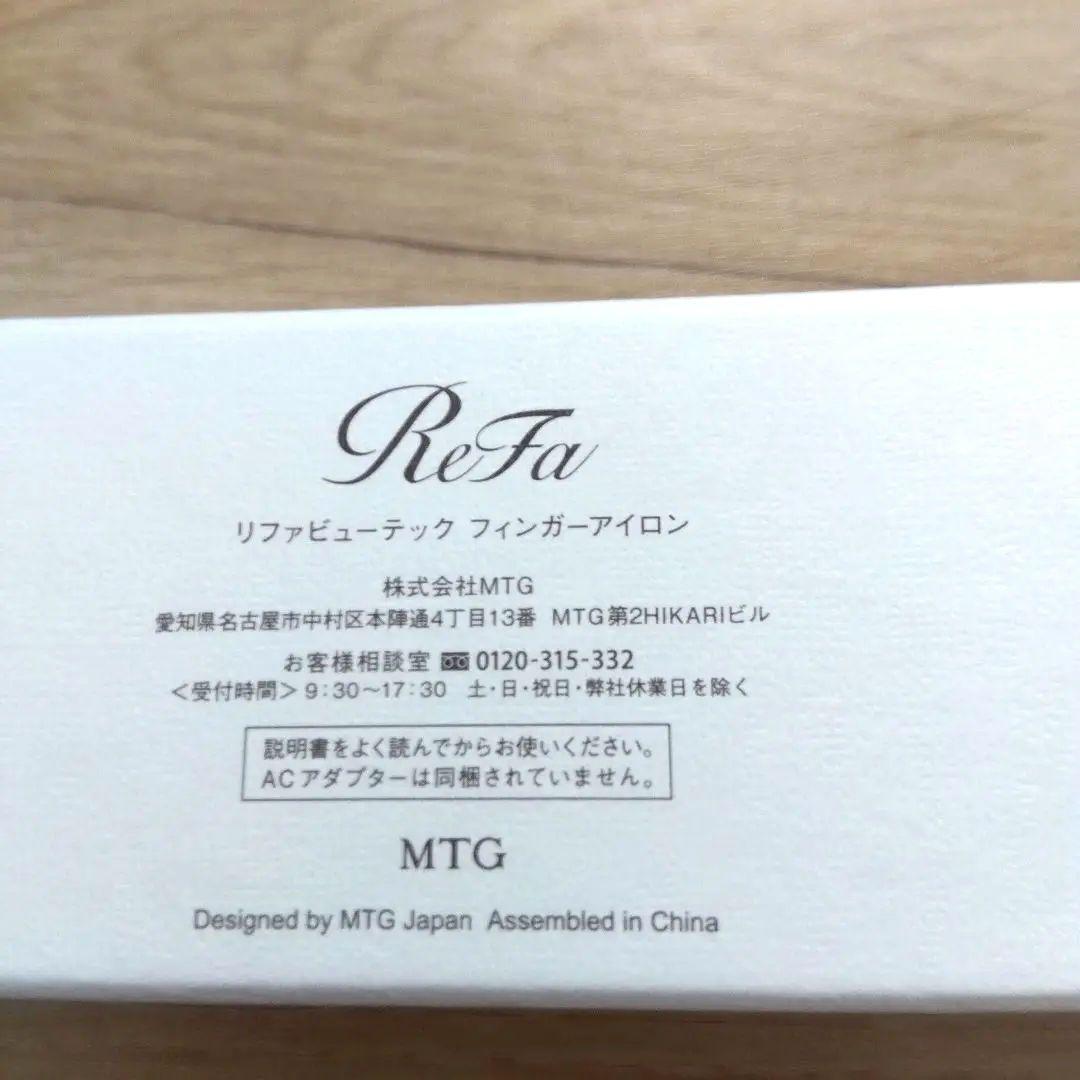 ReFa
リファビューテック フィンガーアイロン
株式会社MTG
愛知県名古屋市中村区本陣通4丁目13番 MTG第2HIKARIビル
お客様相談室 0120-315-332
＜受付時間＞9:30～17:30 土・日・祝日・弊社休業日を除く
説明書をよく読んでからお使いください。
ACアダプターは同梱されていません。
MTG
Designed by MTG Japan Assembled in China